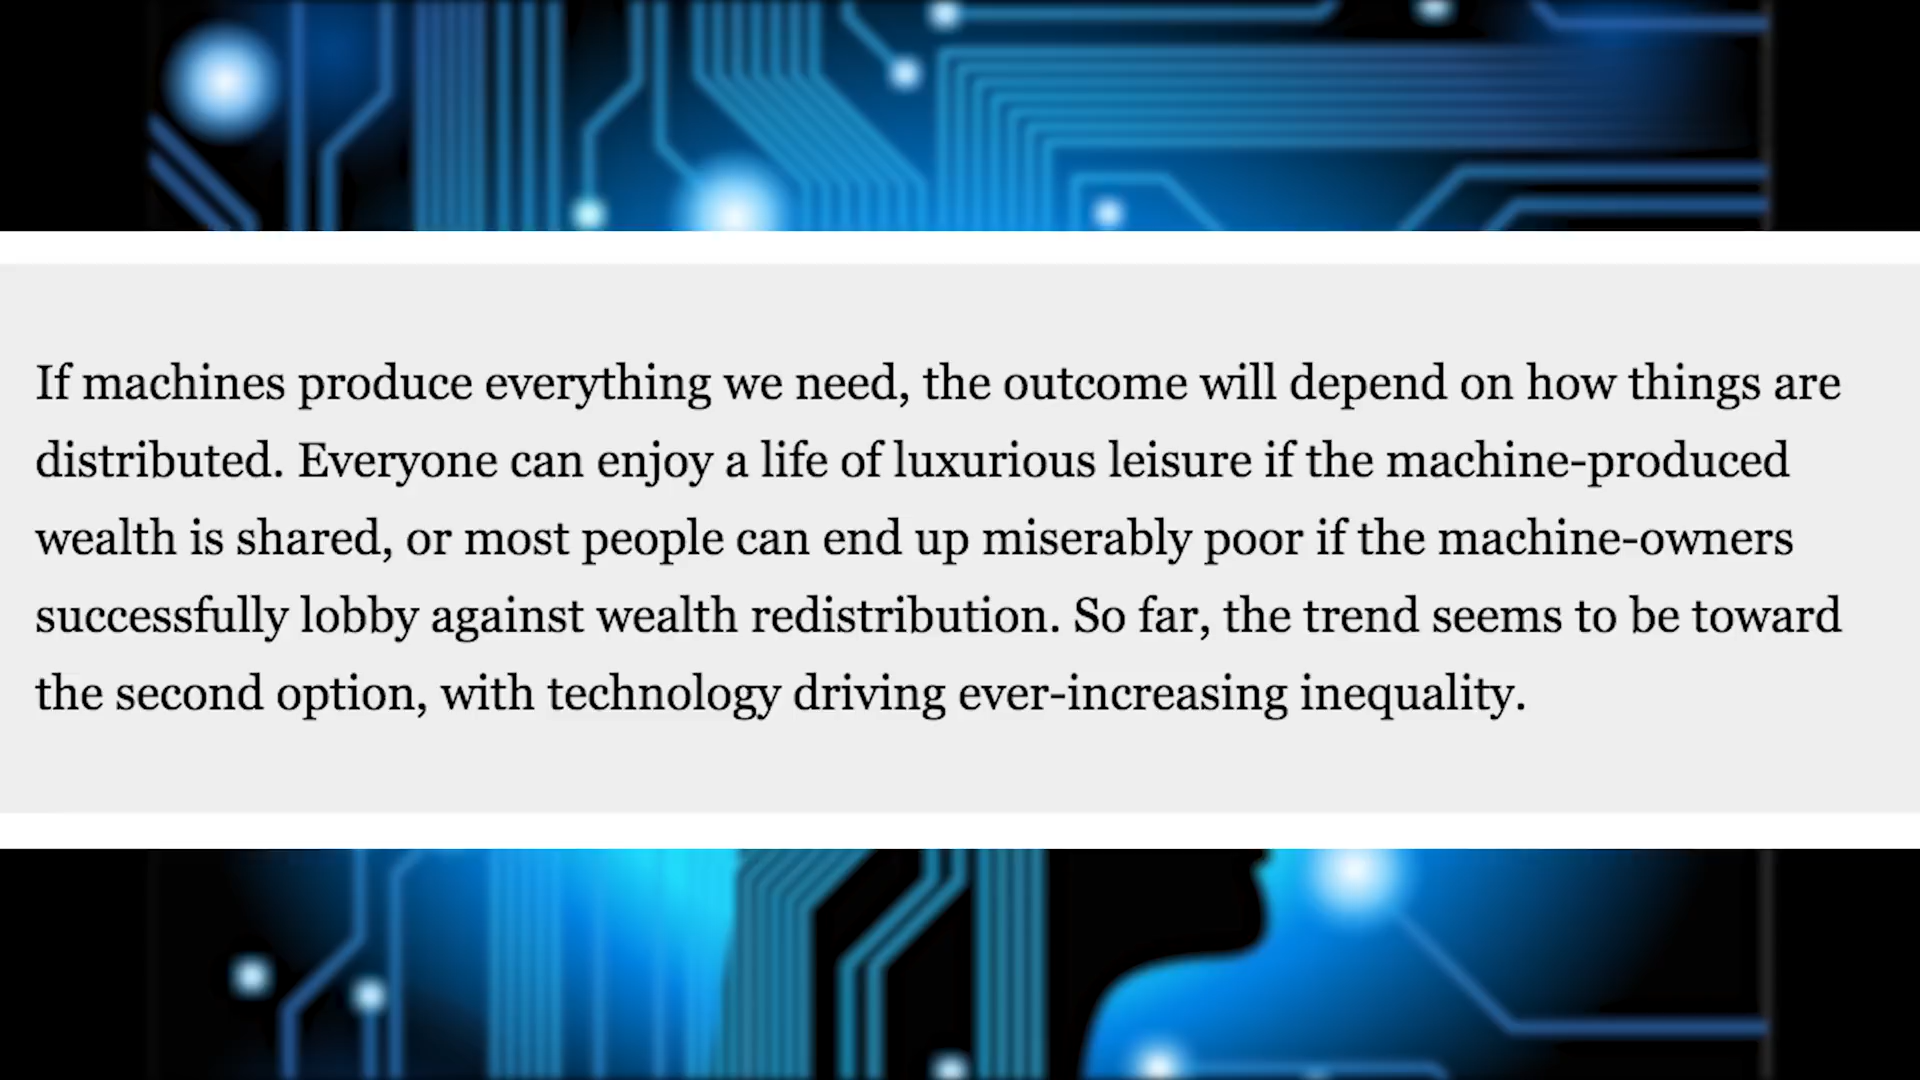 If machines produce everything we need, the outcome will depend on how things are
distributed. Everyone can enjoy a life of luxurious leisure if the machine-produced
wealth is shared, or most people can end up miserably poor if the machine-owners
successfully lobby against wealth redistribution. So far, the trend seems to be toward
the second option, with technology driving ever-increasing inequality.